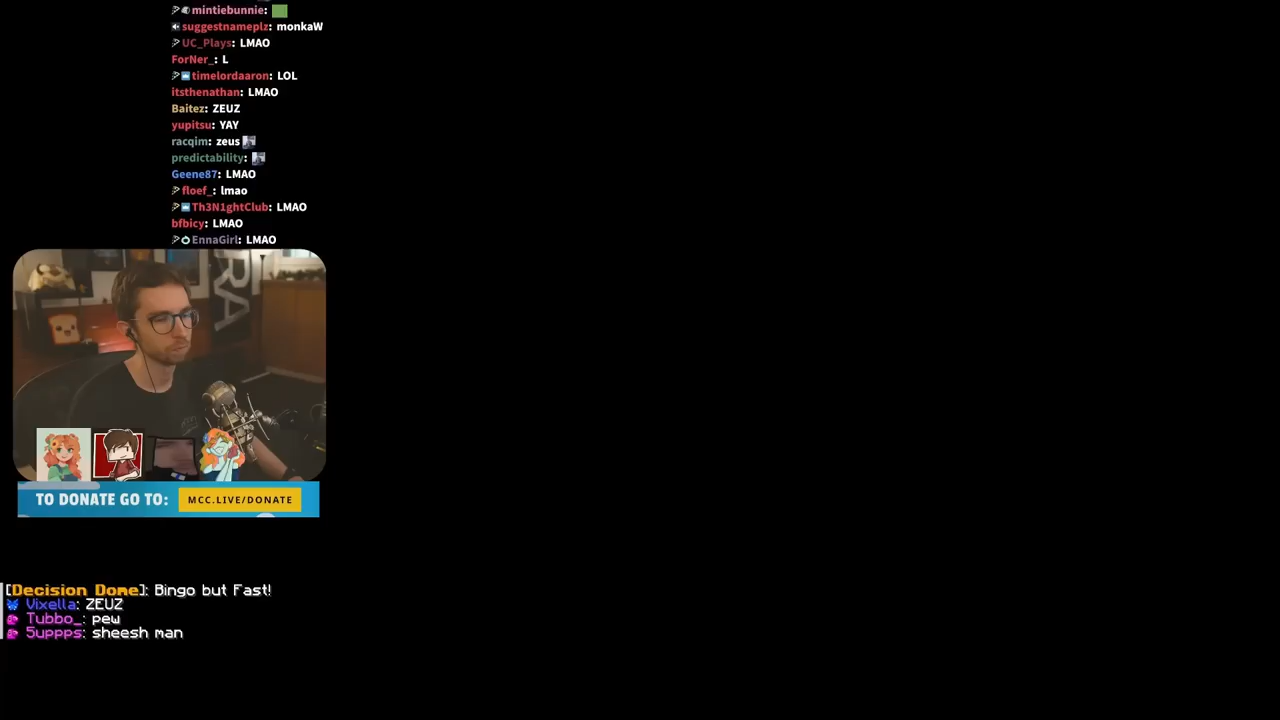 mintiebunnie:
suggestnameplz: monkaW
UC_Plays: LMAO
ForNer_: L
timelordaaron: LOL
itsthenathan: LMAO
Baitez: ZEUZ
yupitsu: YAY
racqim: zeus
predictability:
Geene87: LMAO
floef_: lmao
Th3N1ghtClub: LMAO
bfbicy: LMAO
EnnaGirl: LMAO
RA
TO DONATE GO TO: MCC.LIVE/DONATE
[Decision Dome]: Bingo but Fast!
Vixella: ZEUZ
Tubbo_: pew
5uppps: sheesh man